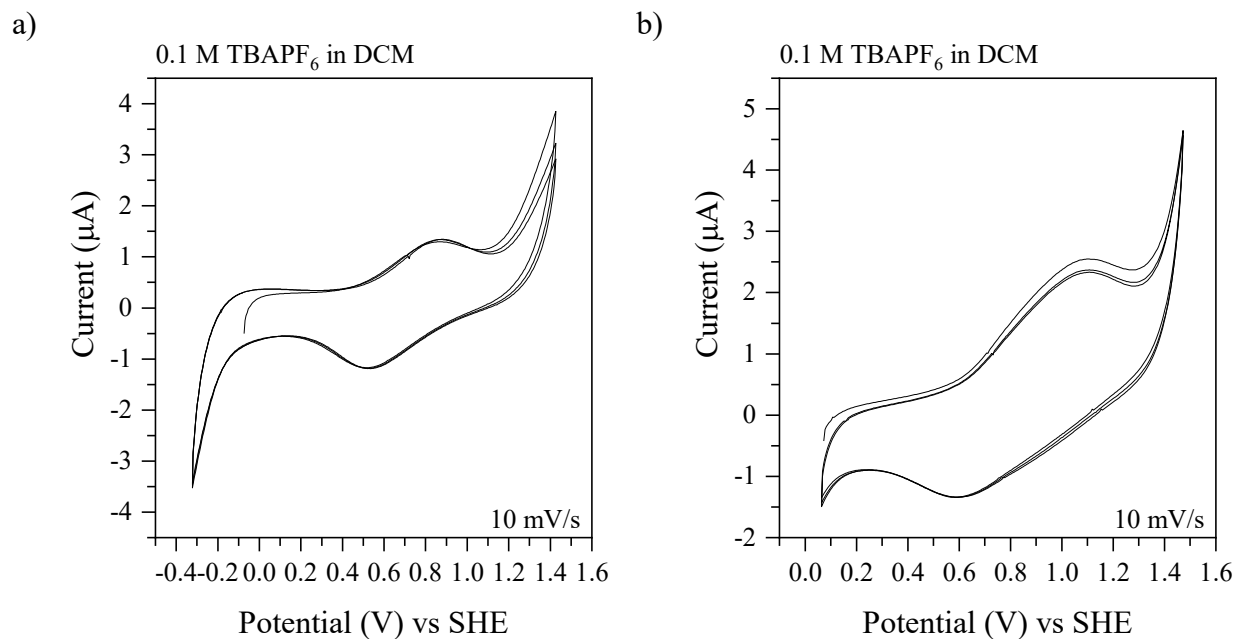 a)
0.1 M TBAPF6 in DCM
4
3
2
1
0
-1
-2
-3
-4
Current (µA)
10 mV/s
-0.4 -0.2 0.0 0.2 0.4 0.6 0.8 1.0 1.2 1.4 1.6
Potential (V) vs SHE
b)
0.1 M TBAPF6 in DCM
5
4
3
2
1
0
-1
-2
Current (µA)
10 mV/s
0.0 0.2 0.4 0.6 0.8 1.0 1.2 1.4 1.6
Potential (V) vs SHE